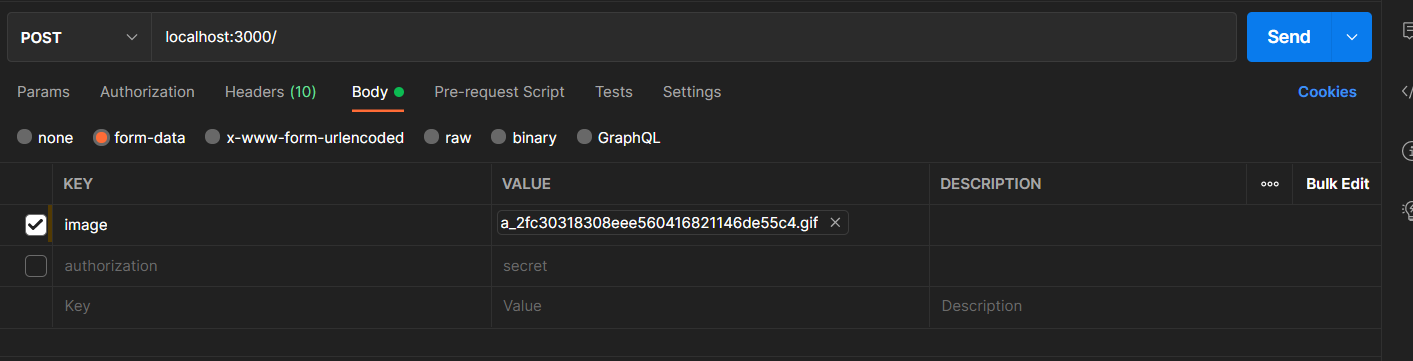 POST localhost:3000/ Send
Params Authorization Headers (10) Body Pre-request Script Tests Settings Cookies
none form-data x-www-form-urlencoded raw binary GraphQL
KEY VALUE DESCRIPTION Bulk Edit
image a_2fc30318308eee560416821146de55c4.gif
authorization secret
Key Value Description